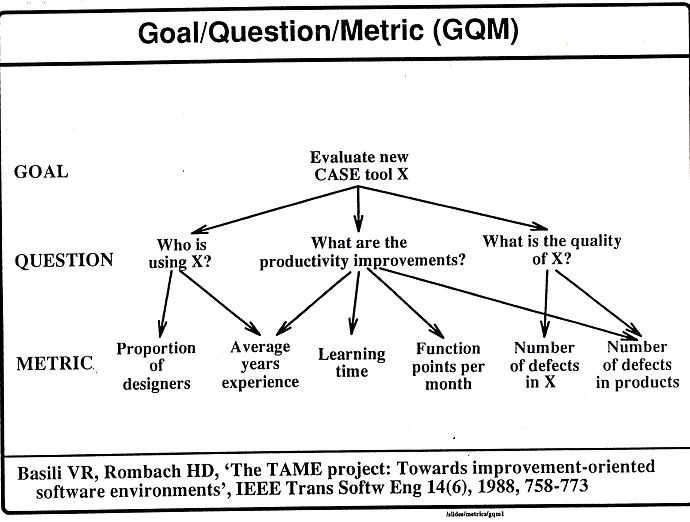 Goal/Question/Metric (GQM)
GOAL
Evaluate new
CASE tool X
QUESTION
Who is
using X?
What are the
productivity improvements?
What is the quality
of X?
METRIC
Proportion
of
designers
Average
years
experience
Learning
time
Function
points per
month
Number
of defects
in X
Number
of defects
in products
Basili VR, Rombach HD, ‘The TAME project: Towards improvement-oriented
software environments’, IEEE Trans Softw Eng 14(6), 1988, 758-773
/slides/metrics/gqm1